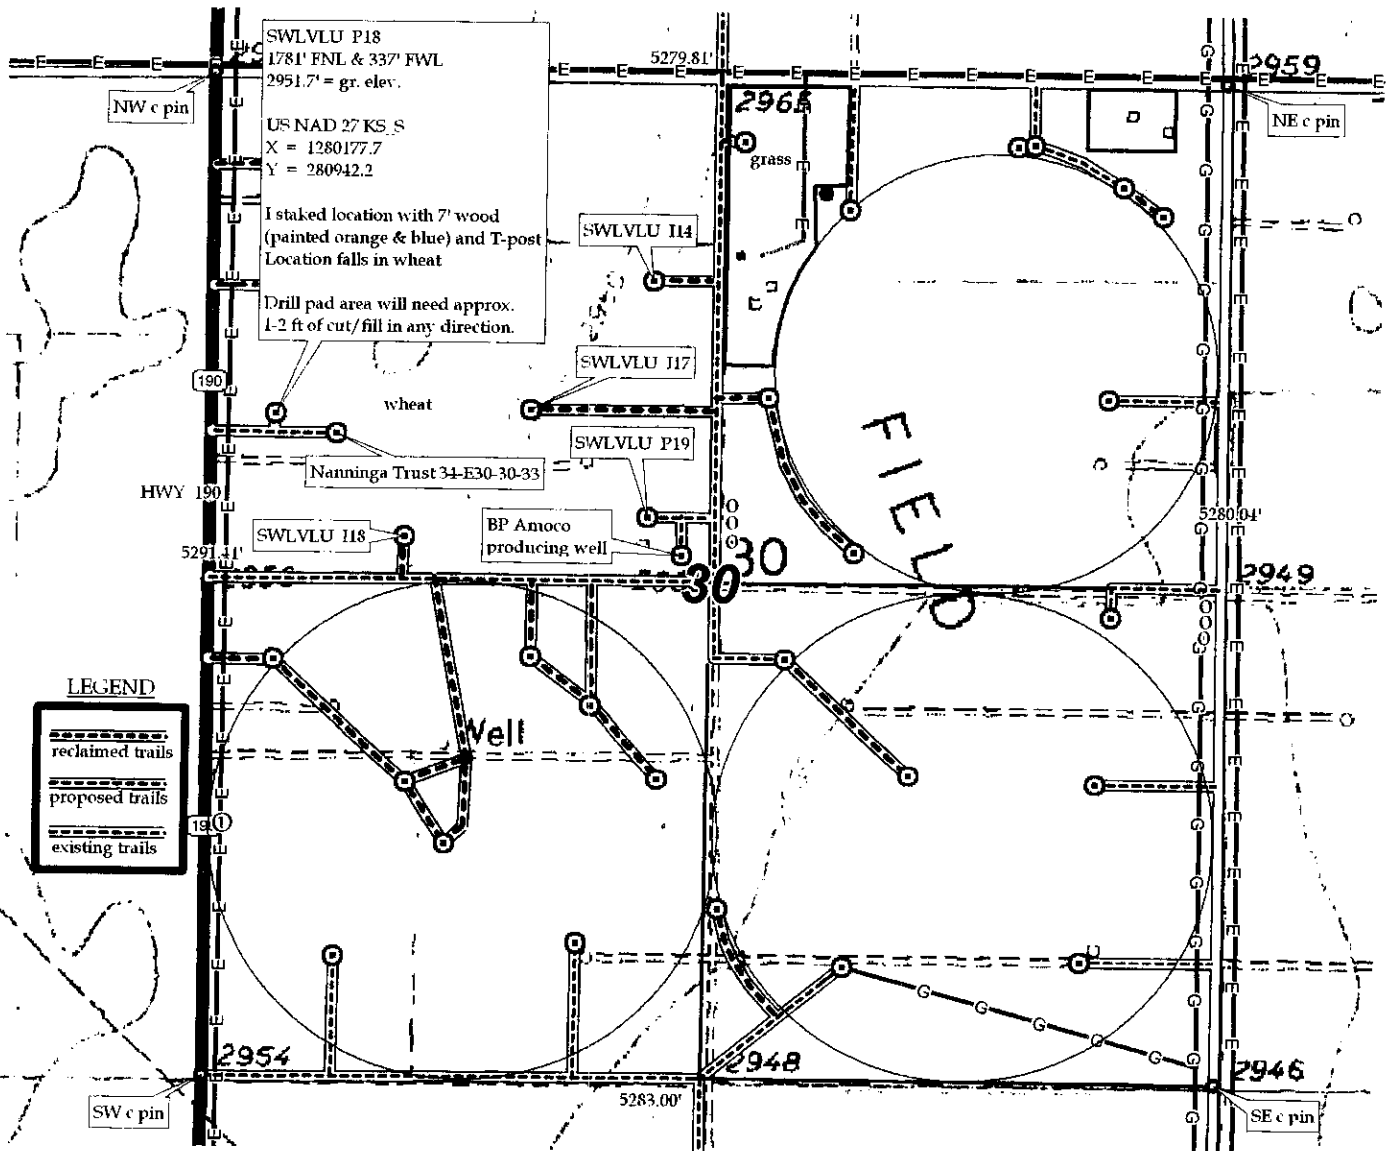 SWLVLU P18
1781' FNL & 337' FWL
2951.7' = gr. elev.
US NAD 27 KS S
X = 1280177.7
Y = 280942.2
I staked location with 7' wood
(painted orange & blue) and T-post
Location falls in wheat
Drill pad area will need approx.
1-2 ft of cut/fill in any direction.
5279.81'
2959
NW c pin
NE c pin
grass
SWLVLU I14
SWLVLU J17
190
wheat
SWLVLU P19
Nanninga Trust 34-E30-30-33
FIELD
HWY 190
5280.04'
SWLVLU I18
BP Amoco
producing well
5291.41'
30
30
2949
LEGEND
reclaimed trails
proposed trails
existing trails
Well
2954
2948
2946
5283.00'
SW c pin
SE c pin